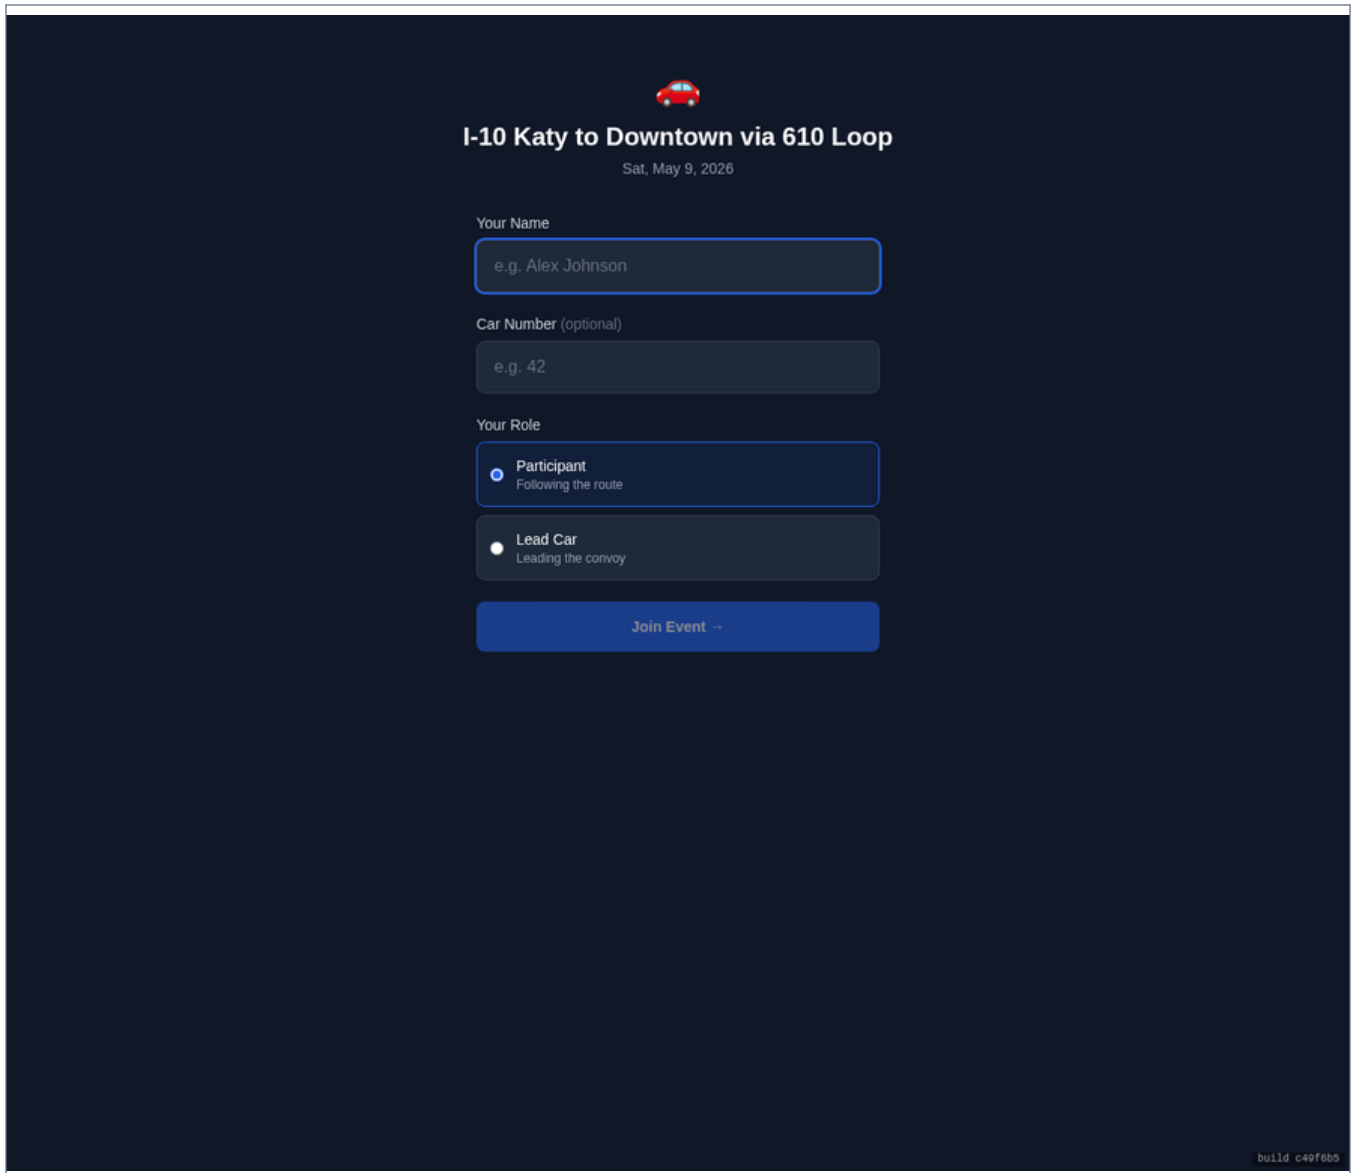 I-10 Katy to Downtown via 610 Loop
Sat, May 9, 2026
Your Name
e.g. Alex Johnson
Car Number (optional)
e.g. 42
Your Role
Participant
Following the route
Lead Car
Leading the convoy
Join Event →
build c49f6b5